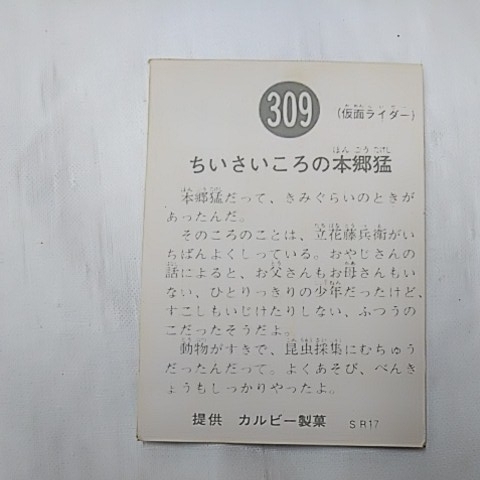 309
(仮面ライダー)
ちいさいころの本郷猛
本郷猛だって、きみぐらいのときが
あったんだ。
そのころのことは、立花藤兵衛がい
ちばんよくしっている。おやじさんの
話によると、お父さんもお母さんもい
ない、ひとりっきりの少年だったけど、
すこしもいじけたりしない、ふつうの
こだったそうだよ。
動物がすきで、昆虫採集にむちゅう
だったんだって。よくあそび、べんき
ょうもしっかりやったよ。
提供 カルビー製菓 SR17